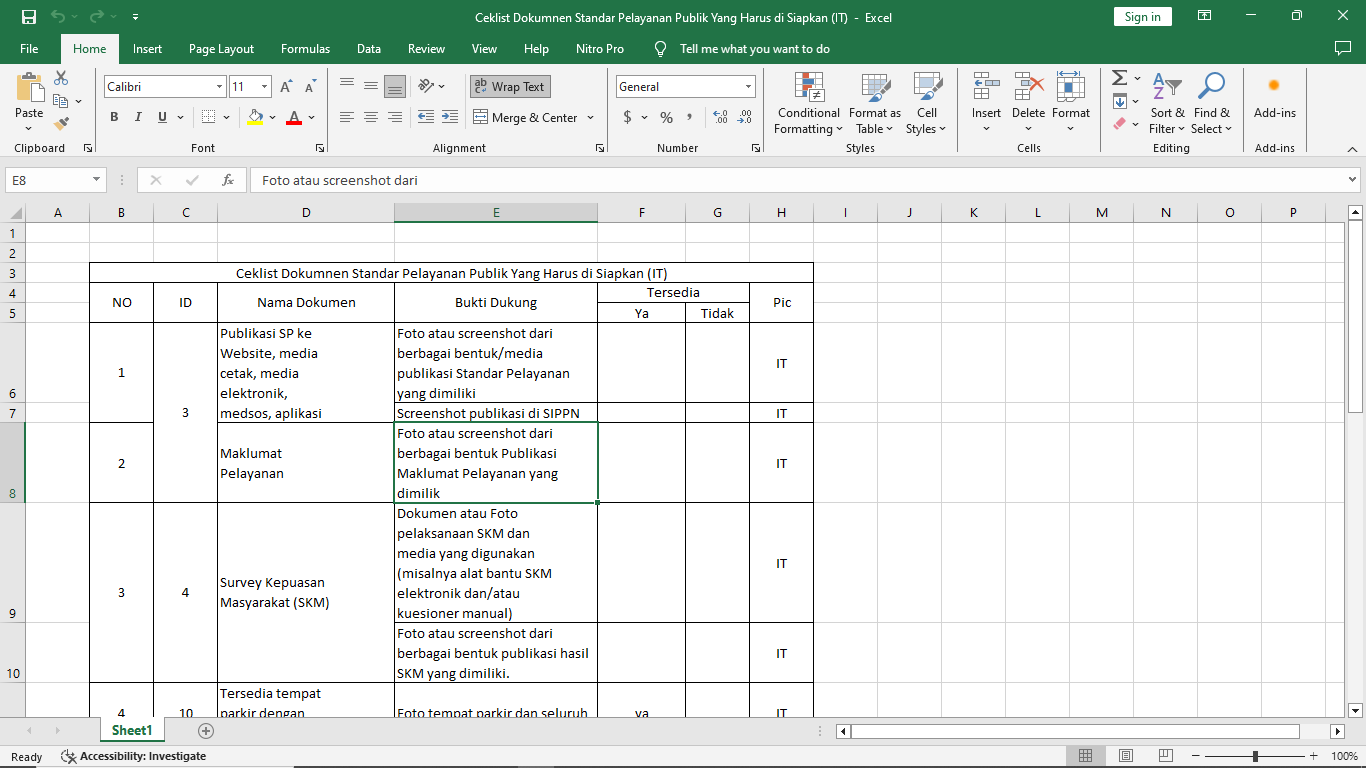 Ceklist Dokumnen Standar Pelayanan Publik Yang Harus di Siapkan (IT) - Excel
Sign in
File Home Insert Page Layout Formulas Data Review View Help Nitro Pro Tell me what you want to do
Paste
Clipboard
Calibri 11
B I U
Font
ab Wrap Text
Merge & Center
Alignment
General
$ % ,
Number
Conditional Formatting
Format as Table
Cell Styles
Styles
Insert Delete Format
Cells
Sort & Filter
Find & Select
Editing
Add-ins
Add-ins
E8
fx Foto atau screenshot dari
A B C D E F G H I J K L M N O P
1
2
3 Ceklist Dokumnen Standar Pelayanan Publik Yang Harus di Siapkan (IT)
4
5
NO ID Nama Dokumen Bukti Dukung Tersedia Pic
Ya Tidak
6
7
1
3
Publikasi SP ke
Website, media
cetak, media
elektronik,
medsos, aplikasi
Foto atau screenshot dari
berbagai bentuk/media
publikasi Standar Pelayanan
yang dimiliki
IT
Screenshot publikasi di SIPPN
IT
8
2
Maklumat
Pelayanan
Foto atau screenshot dari
berbagai bentuk Publikasi
Maklumat Pelayanan yang
dimilik
IT
9
3
4
Survey Kepuasan
Masyarakat (SKM)
Dokumen atau Foto
pelaksanaan SKM dan
media yang digunakan
(misalnya alat bantu SKM
elektronik dan/atau
kuesioner manual)
IT
10
Foto atau screenshot dari
berbagai bentuk publikasi hasil
SKM yang dimiliki.
IT
4
10
Tersedia tempat
parkir dengan
Foto tempat parkir dan seluruh
ya
IT
Sheet1
Ready
Accessibility: Investigate
100%